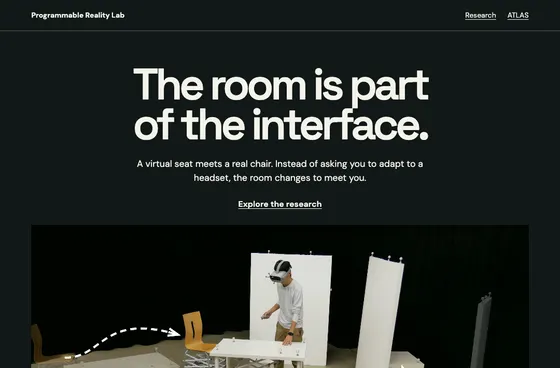 Programmable Reality Lab
Research
ATLAS
The room is part
of the interface.
A virtual seat meets a real chair. Instead of asking you to adapt to a
headset, the room changes to meet you.
Explore the research